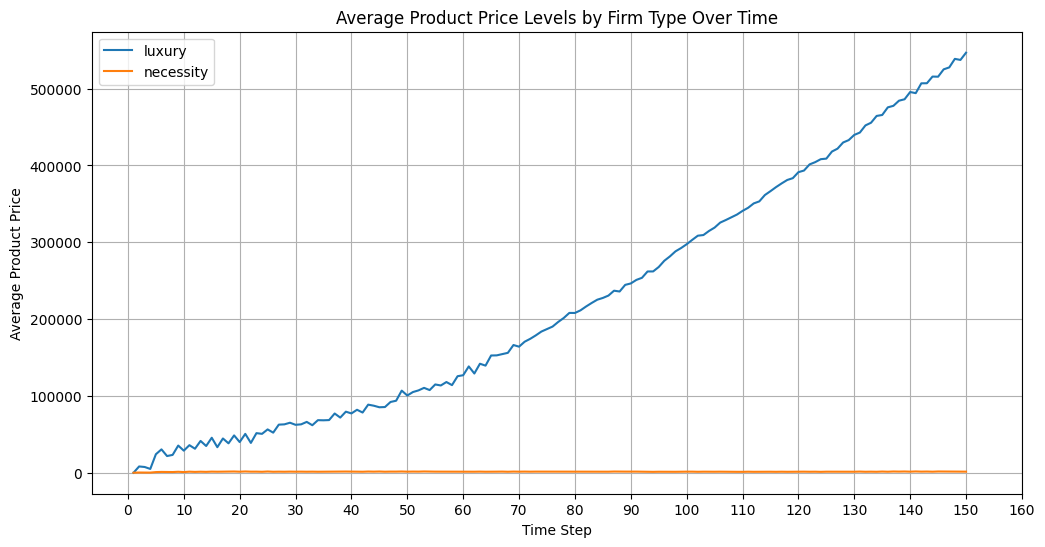 Average Product Price Levels by Firm Type Over Time
luxury
necessity
Average Product Price
500000
400000
300000
200000
100000
0
0 10 20 30 40 50 60 70 80 90 100 110 120 130 140 150 160
Time Step